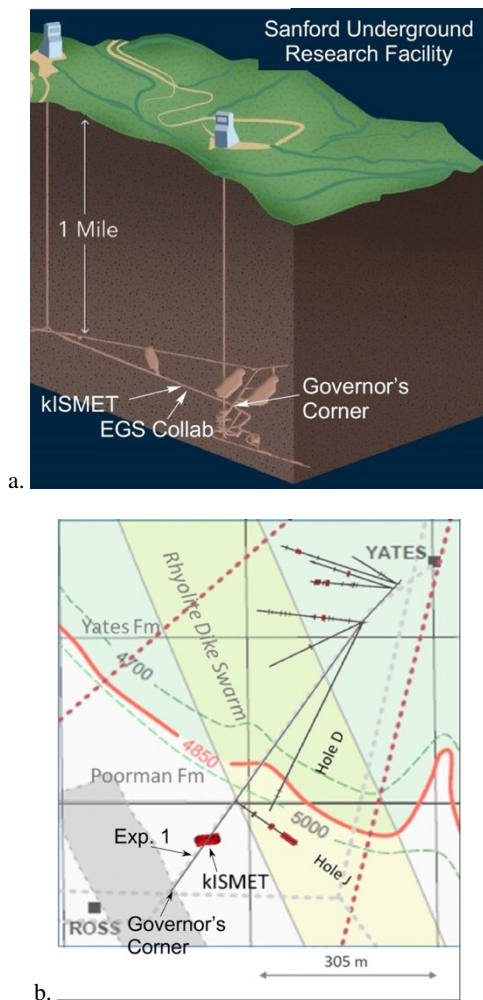 Sanford Underground
Research Facility
1 Mile
kISMET
EGS Collab
Governor's
Corner
a.
YATES
Rhyolite Dike Swarm
Yates Fm
4700
4850
Poorman Fm
5000
Hole D
Exp. 1
kISMET
Hole J
ROSS
Governor's
Corner
305 m
b.